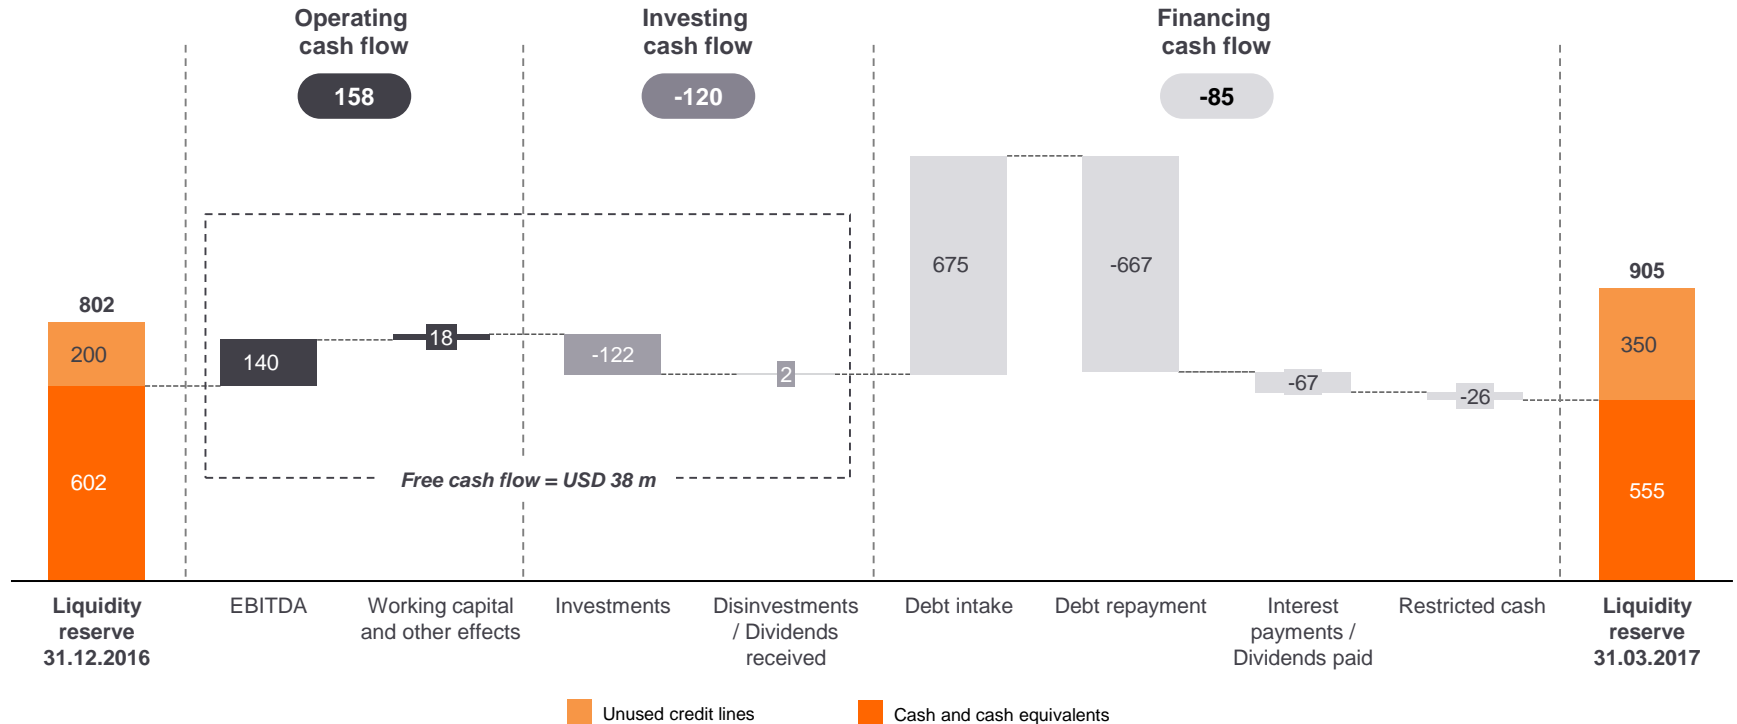 Operating
cash flow
158
Investing
cash flow
-120
Financing
cash flow
-85
802
200
602
140
18
-122
2
675
-667
-67
-26
905
350
555
Free cash flow = USD 38 m
Liquidity
reserve
31.12.2016
EBITDA
Working capital
and other effects
Investments
Disinvestments
/ Dividends
received
Debt intake
Debt repayment
Interest
payments /
Dividends paid
Restricted cash
Liquidity
reserve
31.03.2017
Unused credit lines
Cash and cash equivalents